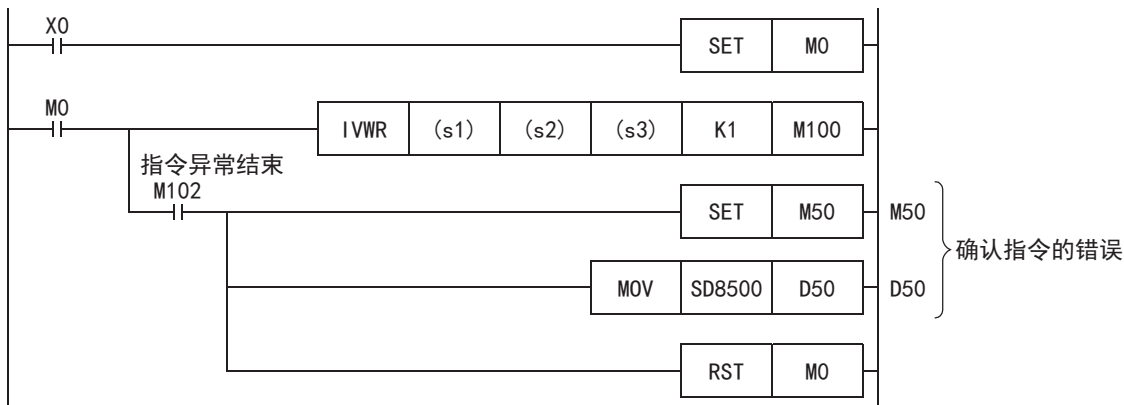 X0
SET M0
M0
IVWR (s1) (s2) (s3) K1 M100
指令异常结束
M102
SET M50 M50
确认指令的错误
MOV SD8500 D50 D50
RST M0